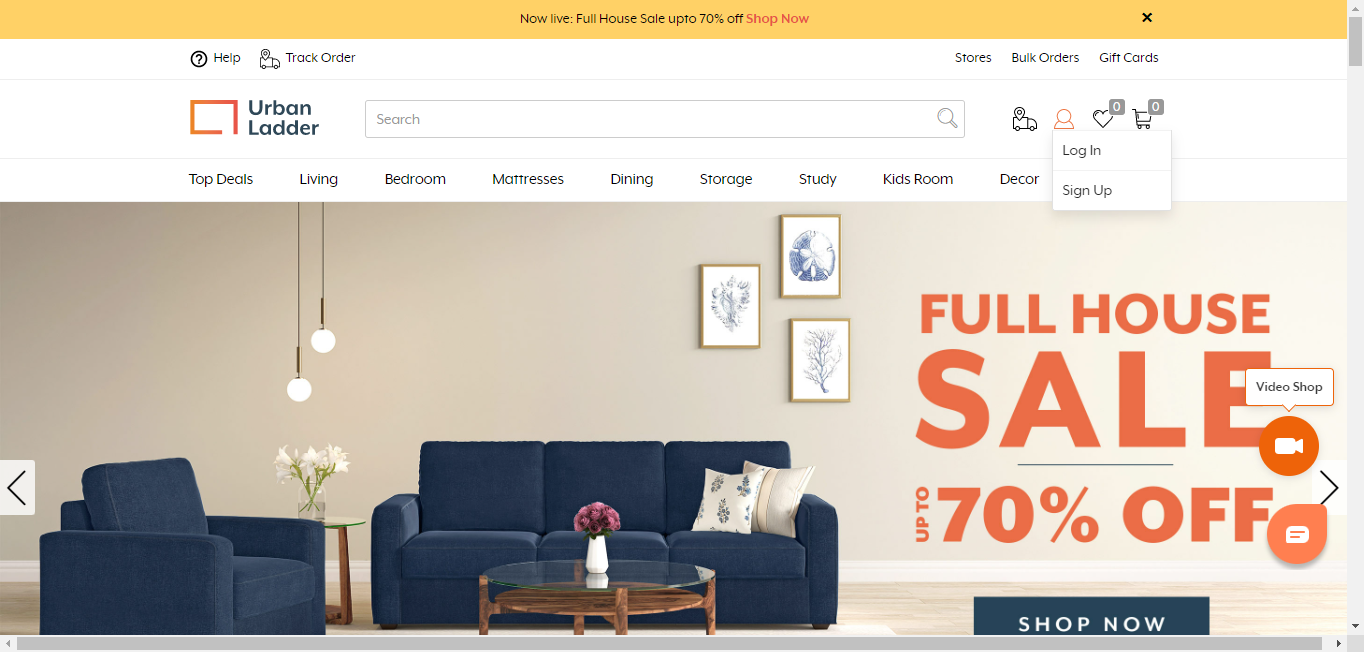 Now live: Full House Sale upto 70% off Shop Now ×
Help Track Order Stores Bulk Orders Gift Cards
Urban
Ladder
Search
0 0
Log In
Sign Up
Top Deals Living Bedroom Mattresses Dining Storage Study Kids Room Decor
FULL HOUSE
SALE
Video Shop
UP TO 70% OFF
SHOP NOW